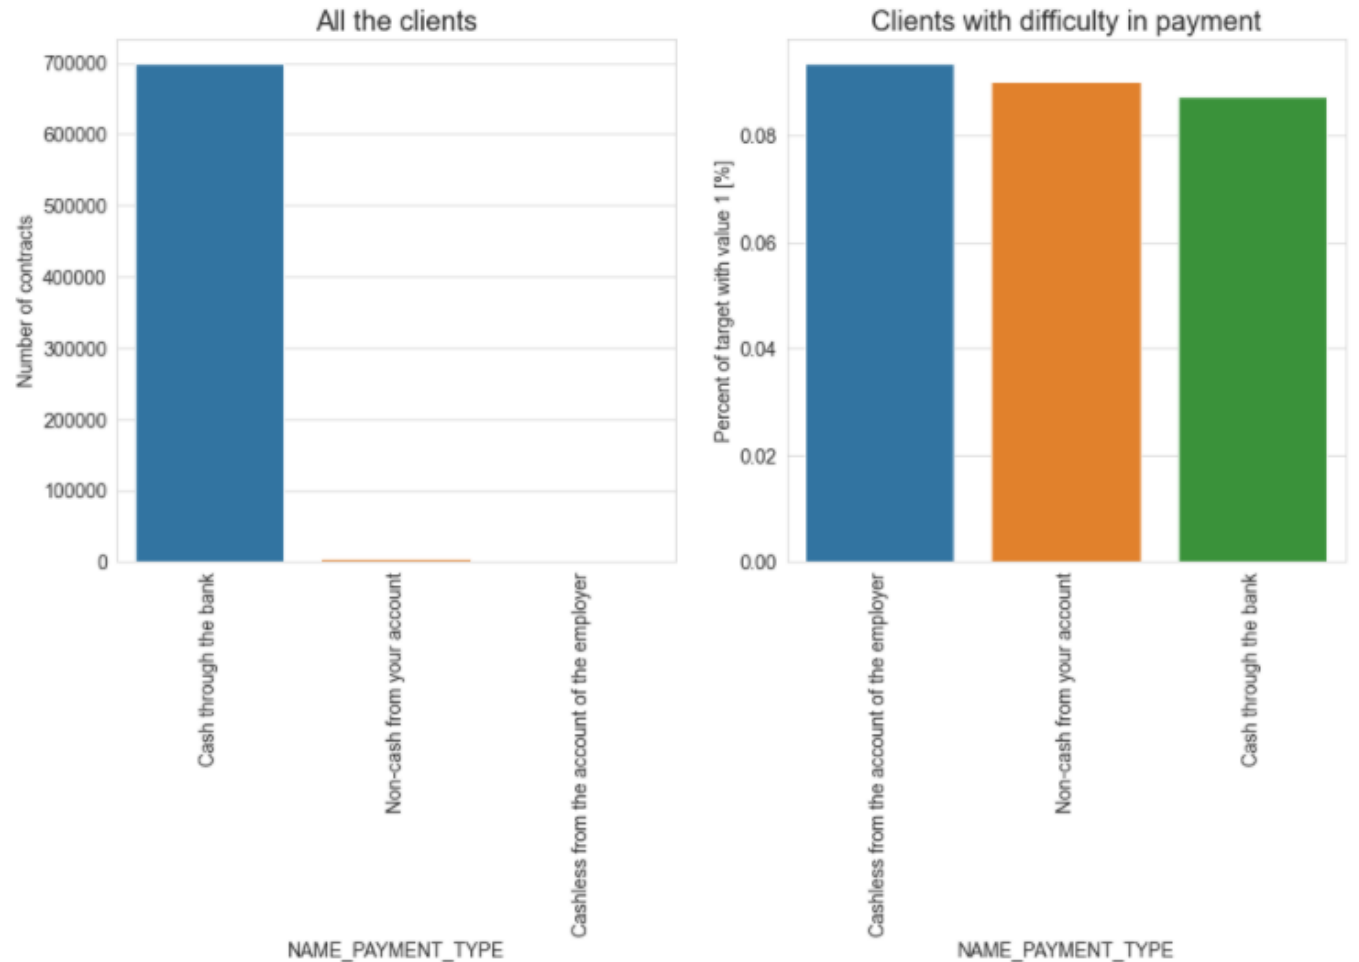 All the clients
Number of contracts
700000
600000
500000
400000
300000
200000
100000
0
Cash through the bank
Non-cash from your account
Cashless from the account of the employer
NAME_PAYMENT_TYPE
Clients with difficulty in payment
Percent of target with value 1 [%]
0.08
0.06
0.04
0.02
0.00
Cashless from the account of the employer
Non-cash from your account
Cash through the bank
NAME_PAYMENT_TYPE